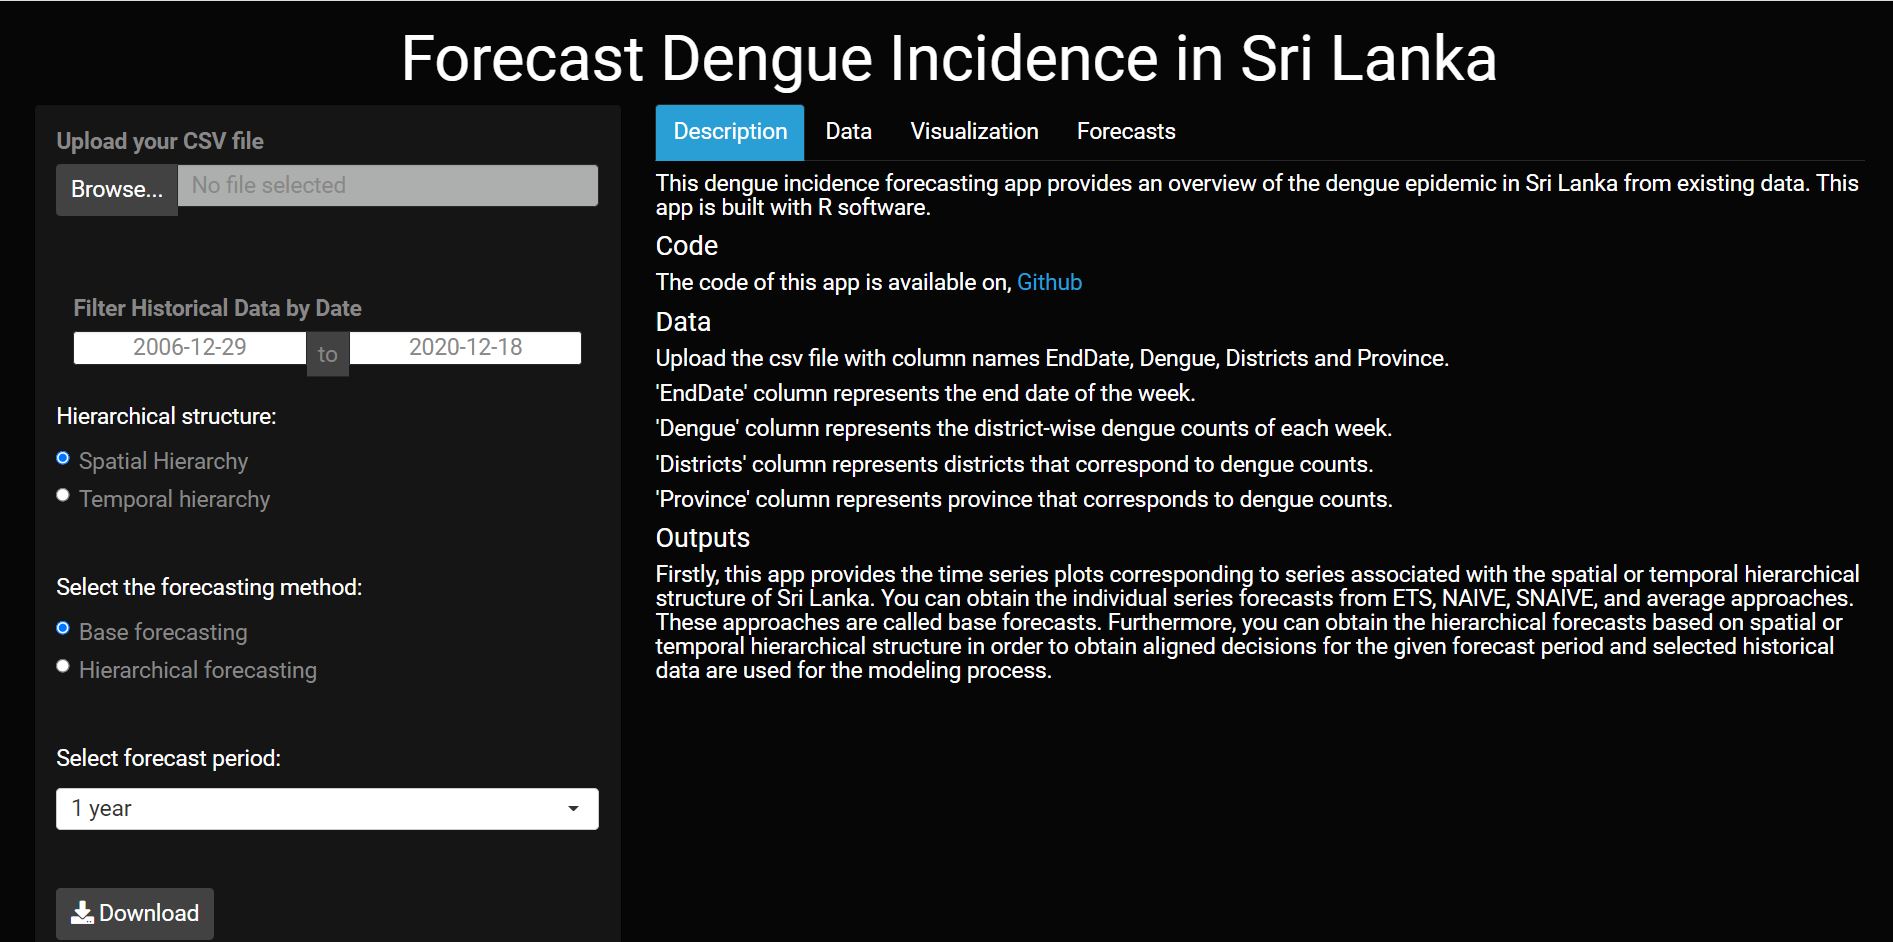 Forecast Dengue Incidence in Sri Lanka
Upload your CSV file
Browse... No file selected
Filter Historical Data by Date
2006-12-29 to 2020-12-18
Hierarchical structure:
Spatial Hierarchy
Temporal hierarchy
Select the forecasting method:
Base forecasting
Hierarchical forecasting
Select forecast period:
1 year
Download
Description Data Visualization Forecasts
This dengue incidence forecasting app provides an overview of the dengue epidemic in Sri Lanka from existing data. This
app is built with R software.
Code
The code of this app is available on, Github
Data
Upload the csv file with column names EndDate, Dengue, Districts and Province.
'EndDate' column represents the end date of the week.
'Dengue' column represents the district-wise dengue counts of each week.
'Districts' column represents districts that correspond to dengue counts.
'Province' column represents province that corresponds to dengue counts.
Outputs
Firstly, this app provides the time series plots corresponding to series associated with the spatial or temporal hierarchical
structure of Sri Lanka. You can obtain the individual series forecasts from ETS, NAIVE, SNAIVE, and average approaches.
These approaches are called base forecasts. Furthermore, you can obtain the hierarchical forecasts based on spatial or
temporal hierarchical structure in order to obtain aligned decisions for the given forecast period and selected historical
data are used for the modeling process.